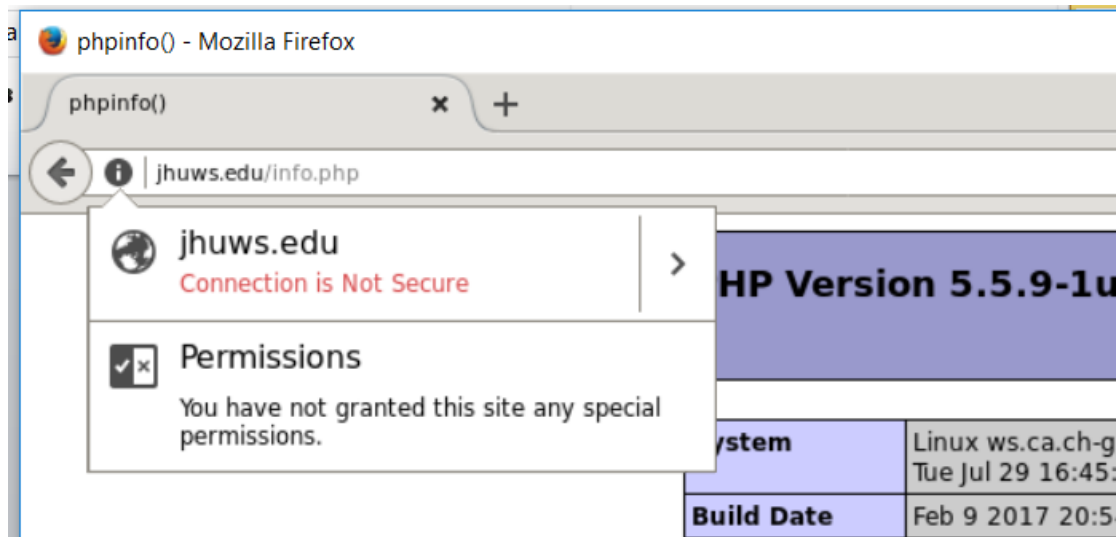 phpinfo() - Mozilla Firefox
phpinfo()
jhuws.edu/info.php
jhuws.edu
Connection is Not Secure
Permissions
You have not granted this site any special
permissions.
HP Version 5.5.9-1u
ystem
Linux ws.ca.ch-g
Tue Jul 29 16:45:
Build Date
Feb 9 2017 20:5